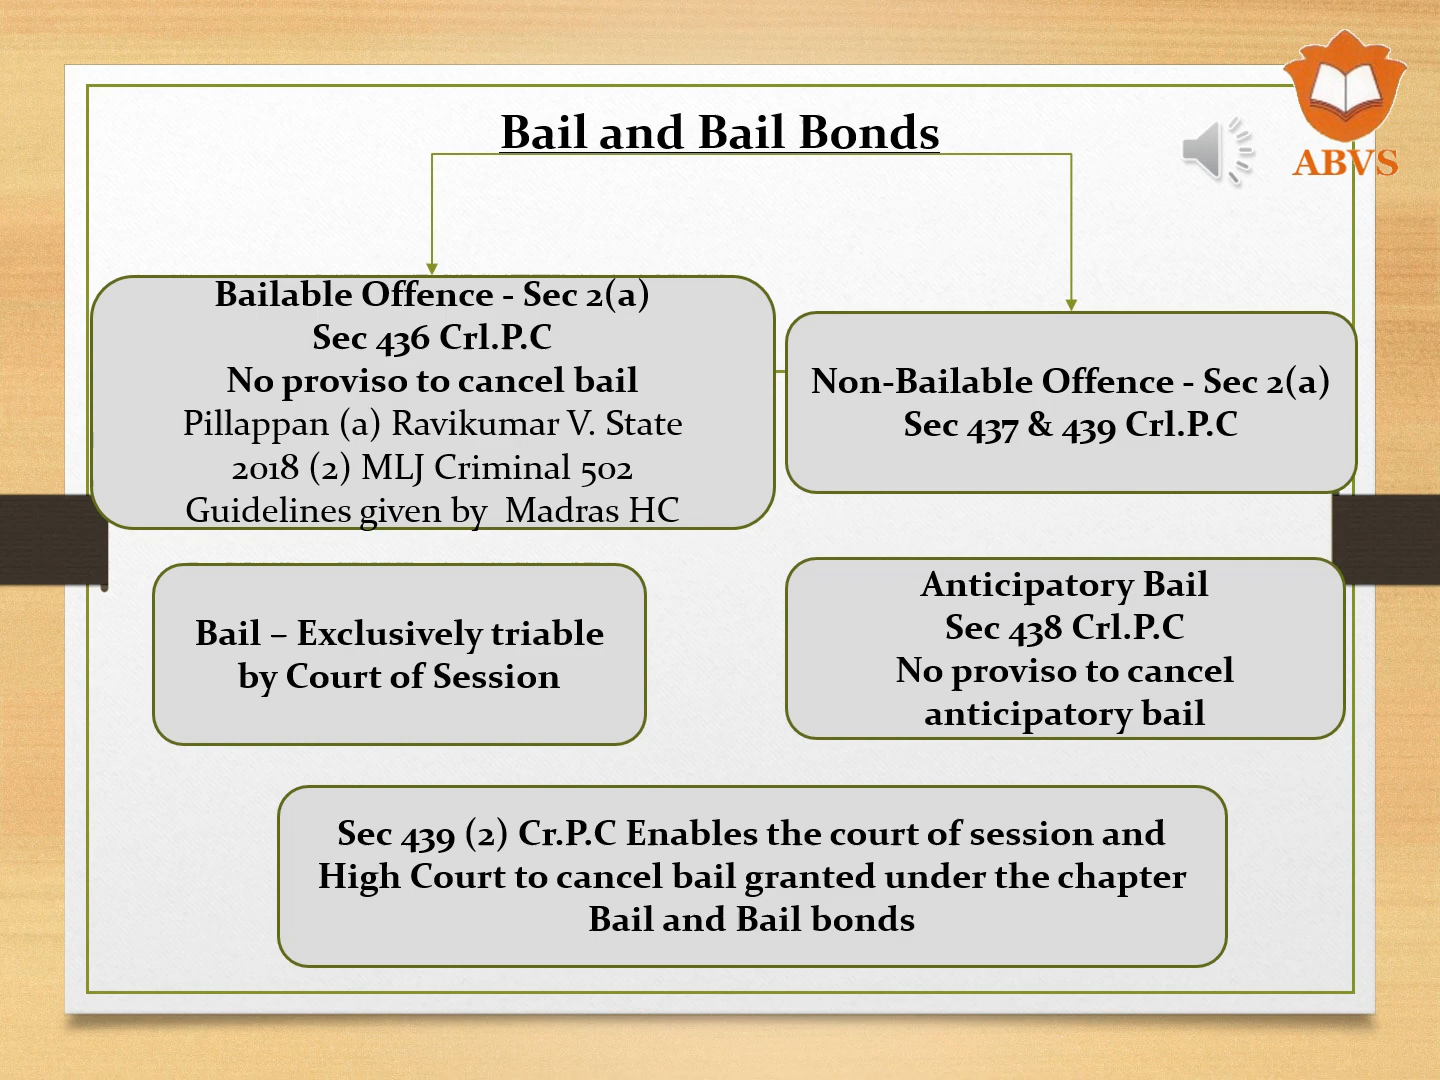 Bail and Bail Bonds
ABVS
Bailable Offence - Sec 2(a)
Sec 436 Crl.P.C
No proviso to cancel bail
Pillappan (a) Ravikumar V. State
2018 (2) MLJ Criminal 502
Guidelines given by Madras HC
Non-Bailable Offence - Sec 2(a)
Sec 437 & 439 Crl.P.C
Bail – Exclusively triable
by Court of Session
Anticipatory Bail
Sec 438 Crl.P.C
No proviso to cancel
anticipatory bail
Sec 439 (2) Cr.P.C Enables the court of session and
High Court to cancel bail granted under the chapter
Bail and Bail bonds